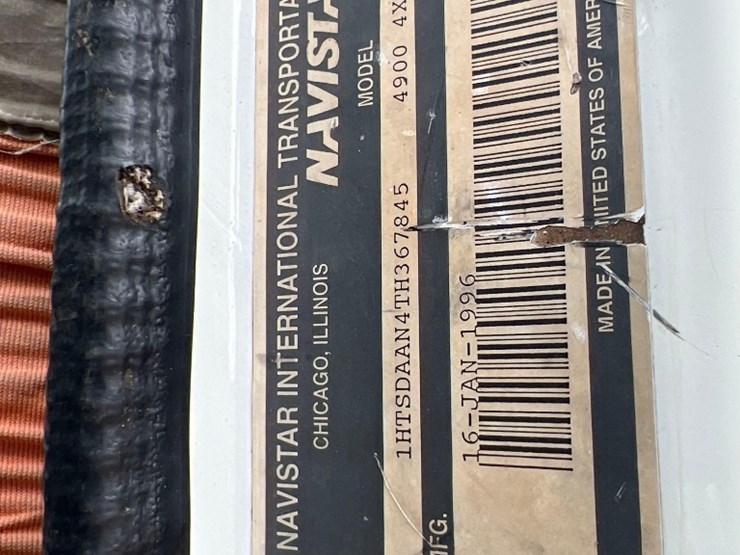 NAVISTAR INTERNATIONAL TRANSPORTA
CHICAGO, ILLINOIS NAVISTA
MODEL
1HTSDAAN4TH367845 4900 4X
MFG.
16-JAN-1996
MADE IN UNITED STATES OF AMER